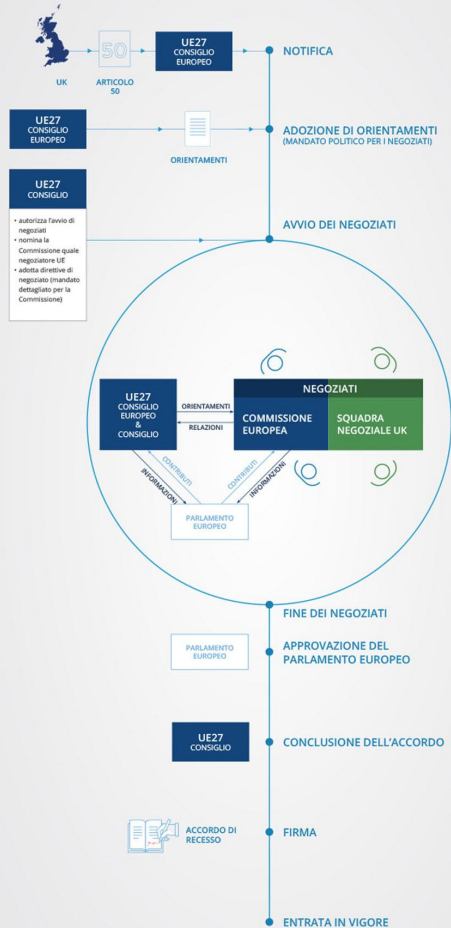 UE27
CONSIGLIO
EUROPEO
NOTIFICA
50
UK
ARTICOLO
50
UE27
CONSIGLIO
EUROPEO
ORIENTAMENTI
ADOZIONE DI ORIENTAMENTI
(MANDATO POLITICO PER I NEGOZIATI)
UE27
CONSIGLIO
• autorizza l'avvio di
negoziati
• nomina la
Commissione quale
negoziatore UE
• adotta direttive di
negoziato (mandato
dettagliato per la
Commissione)
AVVIO DEI NEGOZIATI
UE27
CONSIGLIO
EUROPEO
&
CONSIGLIO
ORIENTAMENTI
RELAZIONI
NEGOZIATI
COMMISSIONE
EUROPEA
SQUADRA
NEGOZIALE UK
CONTRIBUTI
INFORMAZIONI
CONTRIBUTI
INFORMAZIONI
PARLAMENTO
EUROPEO
FINE DEI NEGOZIATI
PARLAMENTO
EUROPEO
APPROVAZIONE DEL
PARLAMENTO EUROPEO
UE27
CONSIGLIO
CONCLUSIONE DELL'ACCORDO
ACCORDO DI
RECESSO
FIRMA
ENTRATA IN VIGORE